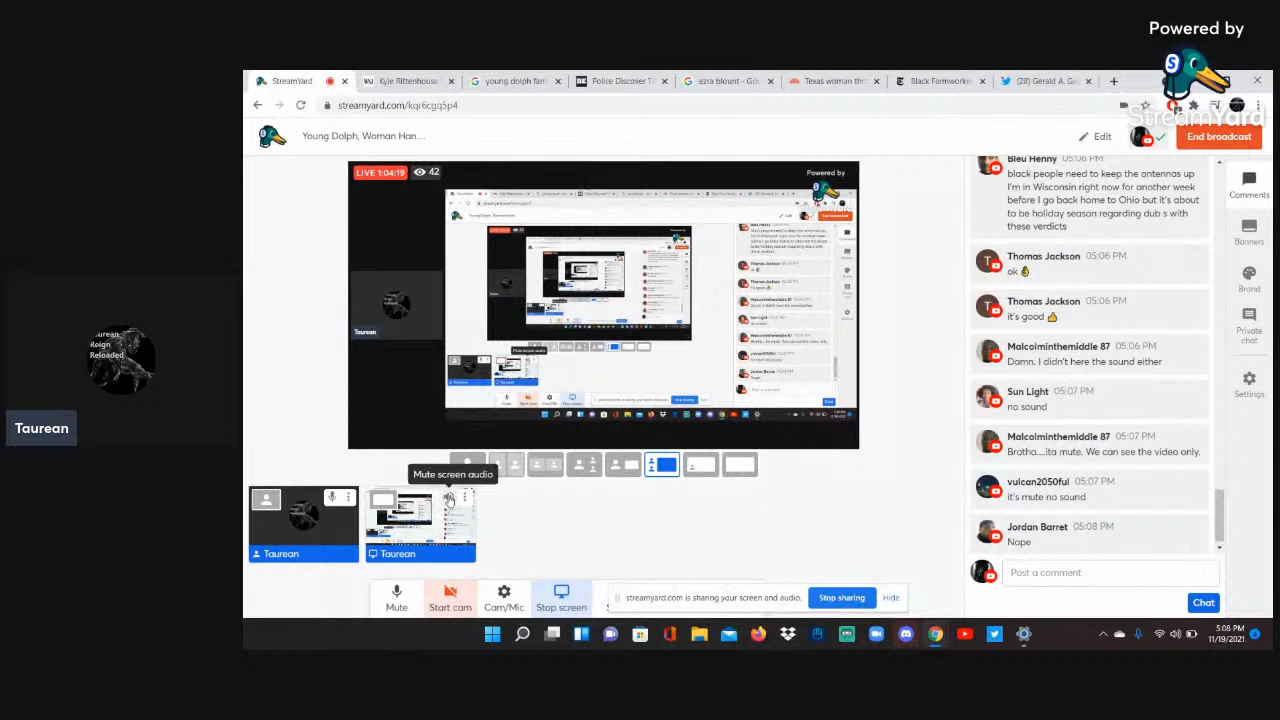 Powered by
StreamYard
StreamYard
Kyle Rittenhouse
young dolph fam
Police Discover Ti
ezra blount - Go
Texas woman thr
Black Farmworke
(28) Gerald A. Gr
streamyard.com/kqr6cgq5p4
Young Dolph, Woman Han...
Edit
End broadcast
LIVE 1:04:19
42
Powered by
Bleu Henny 05:06 PM
black people need to keep the antennas up
before I go back home to Ohio but it's about
to be holiday season regarding dub s with
these verdicts
Thomas Jackson 05:06 PM
ok
Thomas Jackson 05:06 PM
it's good
Malcolminthemiddle 87 05:06 PM
Damn. I didn't here the sound either
Sun Light 05:07 PM
no sound
Malcolminthemiddle 87 05:07 PM
Brotha....ita mute. We can see the video only.
vulcan2050ful 05:07 PM
it's mute no sound
Jordan Barret 05:08 PM
Nope
Post a comment
Chat
Comments
Banners
Brand
Private
chat
Settings
Taurean
Mute screen audio
Taurean
Taurean
Mute
Start cam
Cam/Mic
Stop screen
streamyard.com is sharing your screen and audio.
Stop sharing
Hide
urean
Reign
Reloaded
Taurean
5:08 PM
11/19/2021